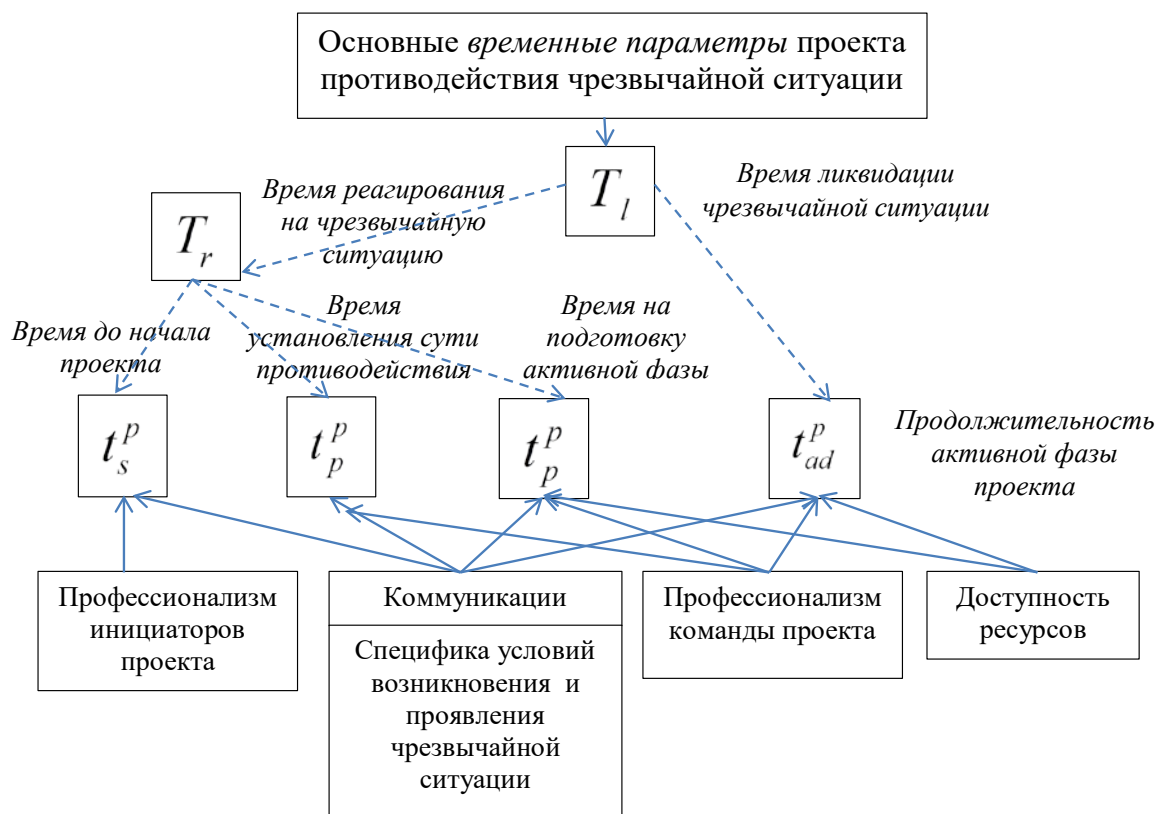 Основные временные параметры проекта
противодействия чрезвычайной ситуации
T_l
Время ликвидации
чрезвычайной ситуации
Время реагирования
на чрезвычайную
ситуацию
T_r
Время до начала
проекта
Время
установления сути
противодействия
Время на
подготовку
активной фазы
t_s^p
t_p^p
t_p^p
t_{ad}^p
Продолжительность
активной фазы
проекта
Профессионализм
инициаторов
проекта
Коммуникации
Специфика условий
возникновения и
проявления
чрезвычайной
ситуации
Профессионализм
команды проекта
Доступность
ресурсов